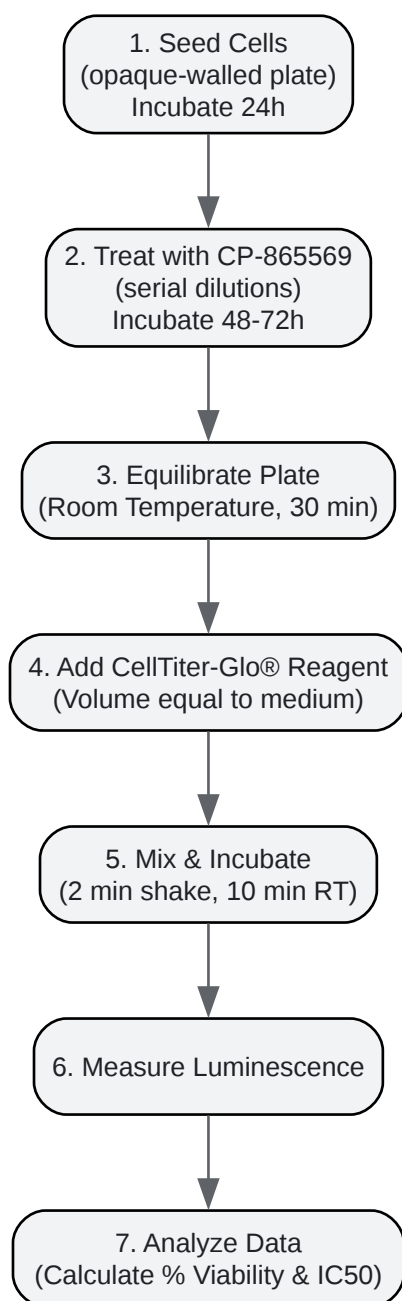 1. Seed Cells
(opaque-walled plate)
Incubate 24h
2. Treat with CP-865569
(serial dilutions)
Incubate 48-72h
3. Equilibrate Plate
(Room Temperature, 30 min)
4. Add CellTiter-Glo® Reagent
(Volume equal to medium)
5. Mix & Incubate
(2 min shake, 10 min RT)
6. Measure Luminescence
7. Analyze Data
(Calculate % Viability & IC50)